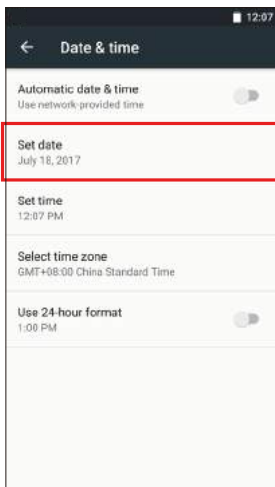 12:07
Date & time
Automatic date & time
Use network-provided time
Set date
July 18, 2017
Set time
12:07 PM
Select time zone
GMT+08:00 China Standard Time
Use 24-hour format
1:00 PM